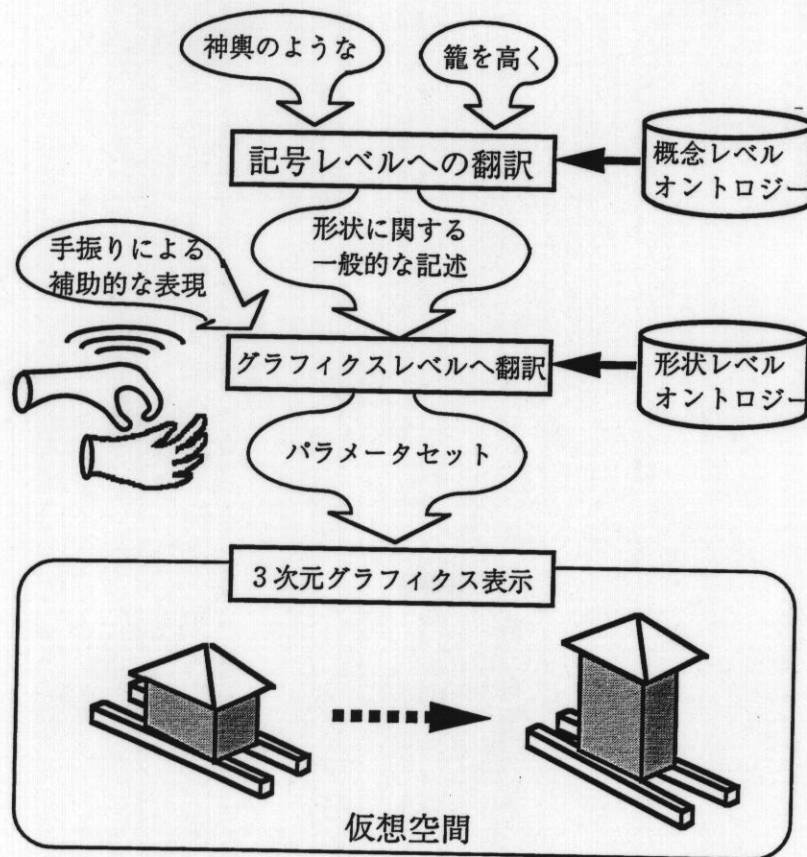 神輿のような
籠を高く
記号レベルへの翻訳
概念レベル
オントロジー
形状に関する
一般的な記述
手振りによる
補助的な表現
グラフィクスレベルへ翻訳
形状レベル
オントロジー
パラメータセット
3次元グラフィクス表示
仮想空間